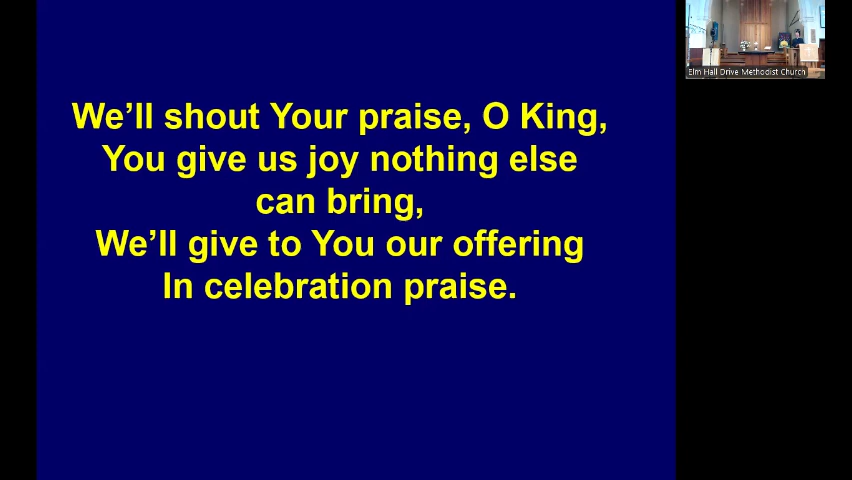 We'll shout Your praise, O King,
You give us joy nothing else
can bring,
We'll give to You our offering
In celebration praise.
Elm Hall Drive Methodist Church